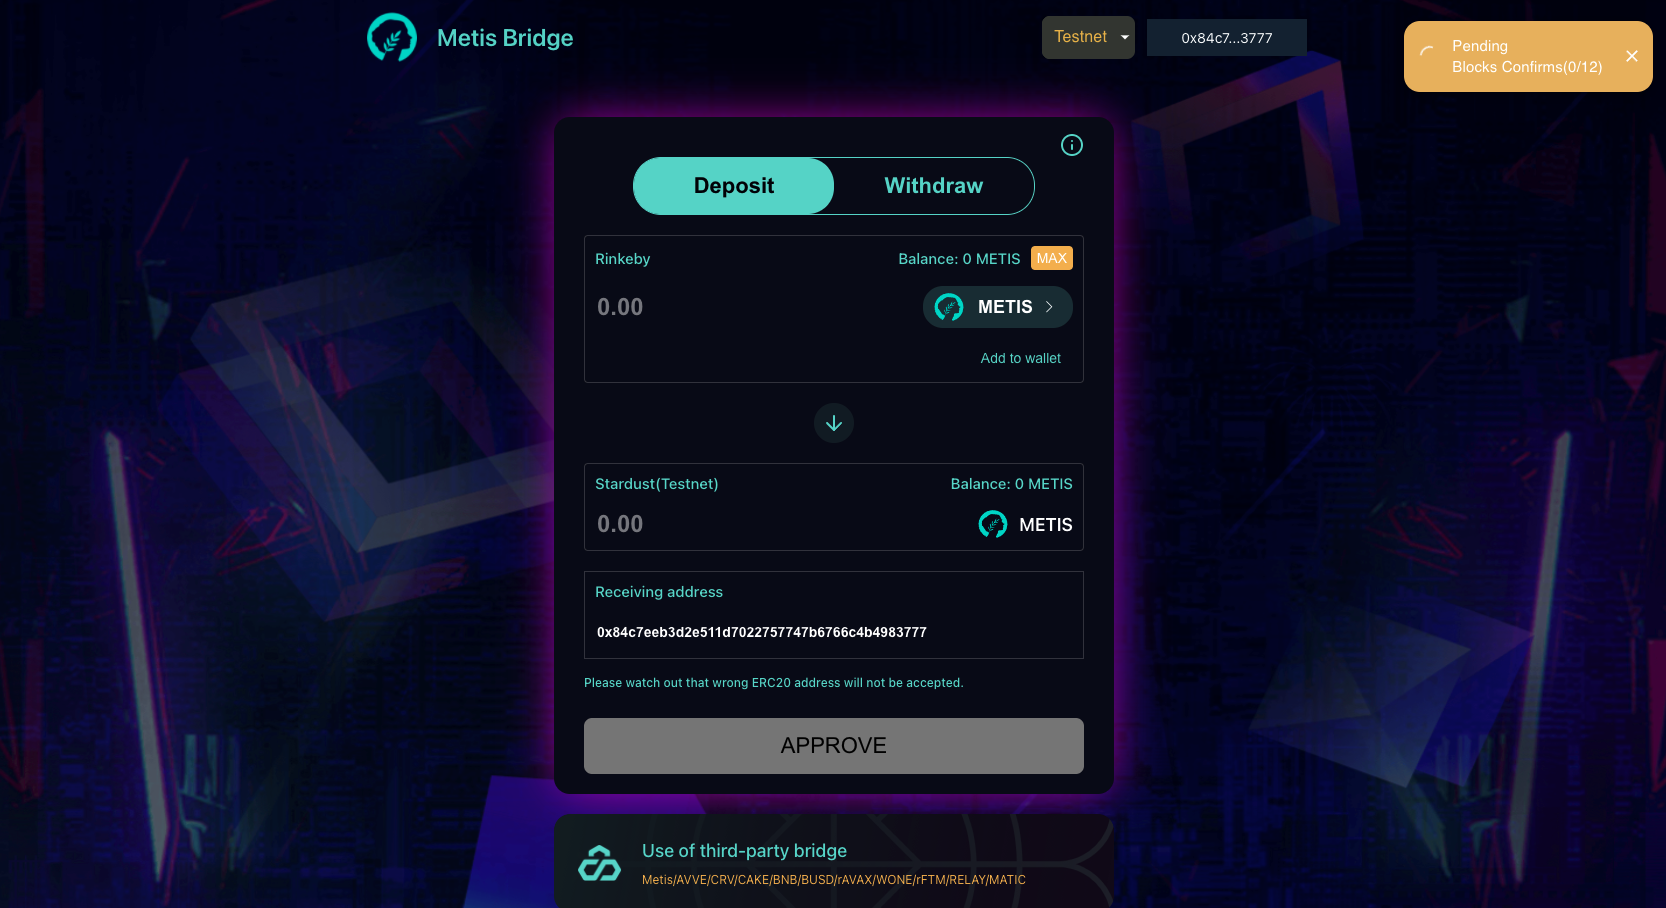 Metis Bridge
Testnet
0x84c7...3777
Pending
Blocks Confirms(0/12)
Deposit
Withdraw
Rinkeby
Balance: 0 METIS
MAX
0.00
METIS
Add to wallet
Stardust(Testnet)
Balance: 0 METIS
0.00
METIS
Receiving address
0x84c7eeb3d2e511d7022757747b6766c4b4983777
Please watch out that wrong ERC20 address will not be accepted.
APPROVE
Use of third-party bridge
Metis/AVVE/CRV/CAKE/BNB/BUSD/rAVAX/WONE/rFTM/RELAY/MATIC